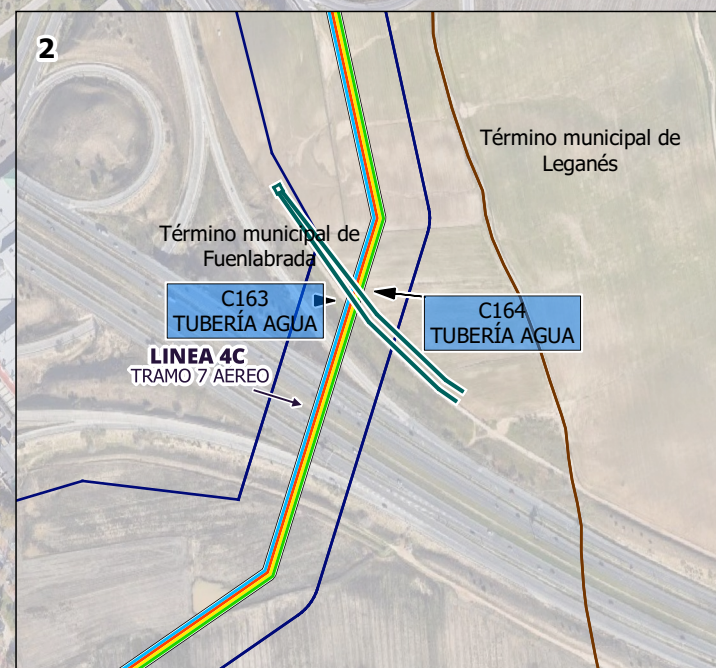 2
Término municipal de
Leganés
Término municipal de
Fuenlabrada
C163
TUBERÍA AGUA
C164
TUBERÍA AGUA
LINEA 4C
TRAMO 7 AEREO